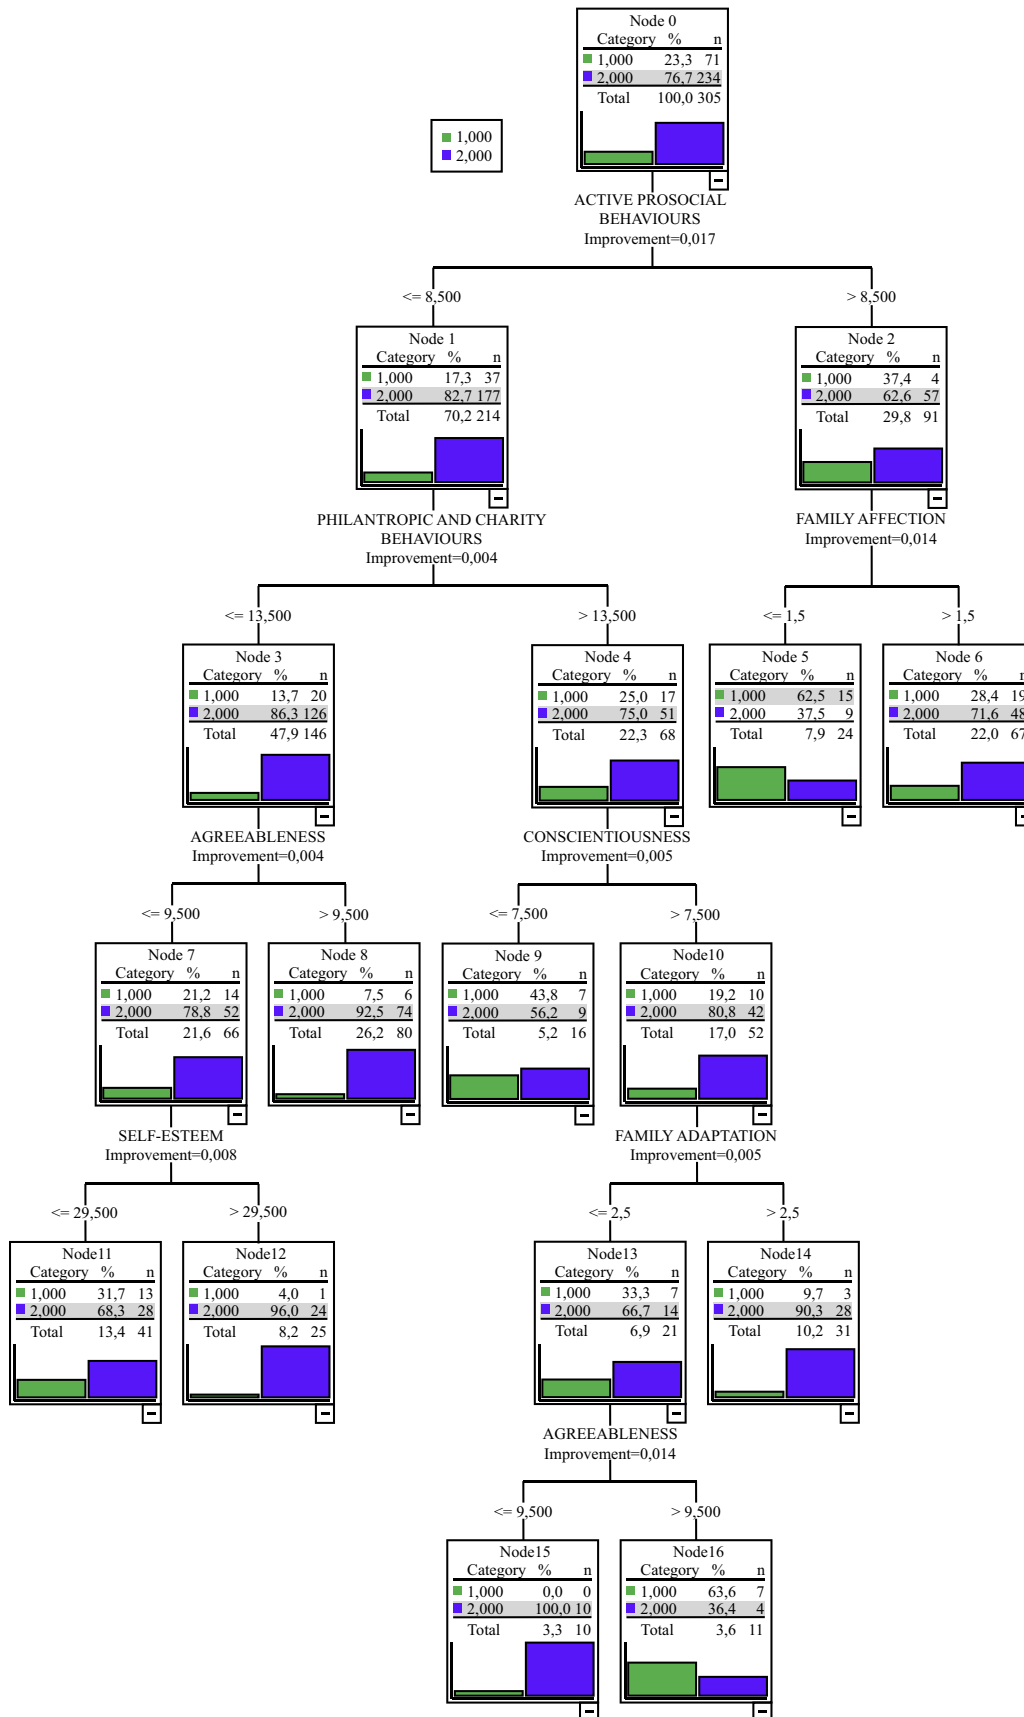 Node 0
Category % n
1,000 23,3 71
2,000 76,7 234
Total 100,0 305
1,000
2,000
ACTIVE PROSOCIAL
BEHAVIOURS
Improvement=0,017
<= 8,500
> 8,500
Node 1
Category % n
1,000 17,3 37
2,000 82,7 177
Total 70,2 214
Node 2
Category % n
1,000 37,4 4
2,000 62,6 57
Total 29,8 91
PHILANTROPIC AND CHARITY
BEHAVIOURS
Improvement=0,004
FAMILY AFFECTION
Improvement=0,014
<= 13,500
> 13,500
<= 1,5
> 1,5
Node 3
Category % n
1,000 13,7 20
2,000 86,3 126
Total 47,9 146
Node 4
Category % n
1,000 25,0 17
2,000 75,0 51
Total 22,3 68
Node 5
Category % n
1,000 62,5 15
2,000 37,5 9
Total 7,9 24
Node 6
Category % n
1,000 28,4 19
2,000 71,6 48
Total 22,0 67
AGREEABLENESS
Improvement=0,004
CONSCIENTIOUSNESS
Improvement=0,005
<= 9,500
> 9,500
<= 7,500
> 7,500
Node 7
Category % n
1,000 21,2 14
2,000 78,8 52
Total 21,6 66
Node 8
Category % n
1,000 7,5 6
2,000 92,5 74
Total 26,2 80
Node 9
Category % n
1,000 43,8 7
2,000 56,2 9
Total 5,2 16
Node10
Category % n
1,000 19,2 10
2,000 80,8 42
Total 17,0 52
SELF-ESTEEM
Improvement=0,008
FAMILY ADAPTATION
Improvement=0,005
<= 29,500
> 29,500
<= 2,5
> 2,5
Node11
Category % n
1,000 31,7 13
2,000 68,3 28
Total 13,4 41
Node12
Category % n
1,000 4,0 1
2,000 96,0 24
Total 8,2 25
Node13
Category % n
1,000 33,3 7
2,000 66,7 14
Total 6,9 21
Node14
Category % n
1,000 9,7 3
2,000 90,3 28
Total 10,2 31
AGREEABLENESS
Improvement=0,014
<= 9,500
> 9,500
Node15
Category % n
1,000 0,0 0
2,000 100,0 10
Total 3,3 10
Node16
Category % n
1,000 63,6 7
2,000 36,4 4
Total 3,6 11